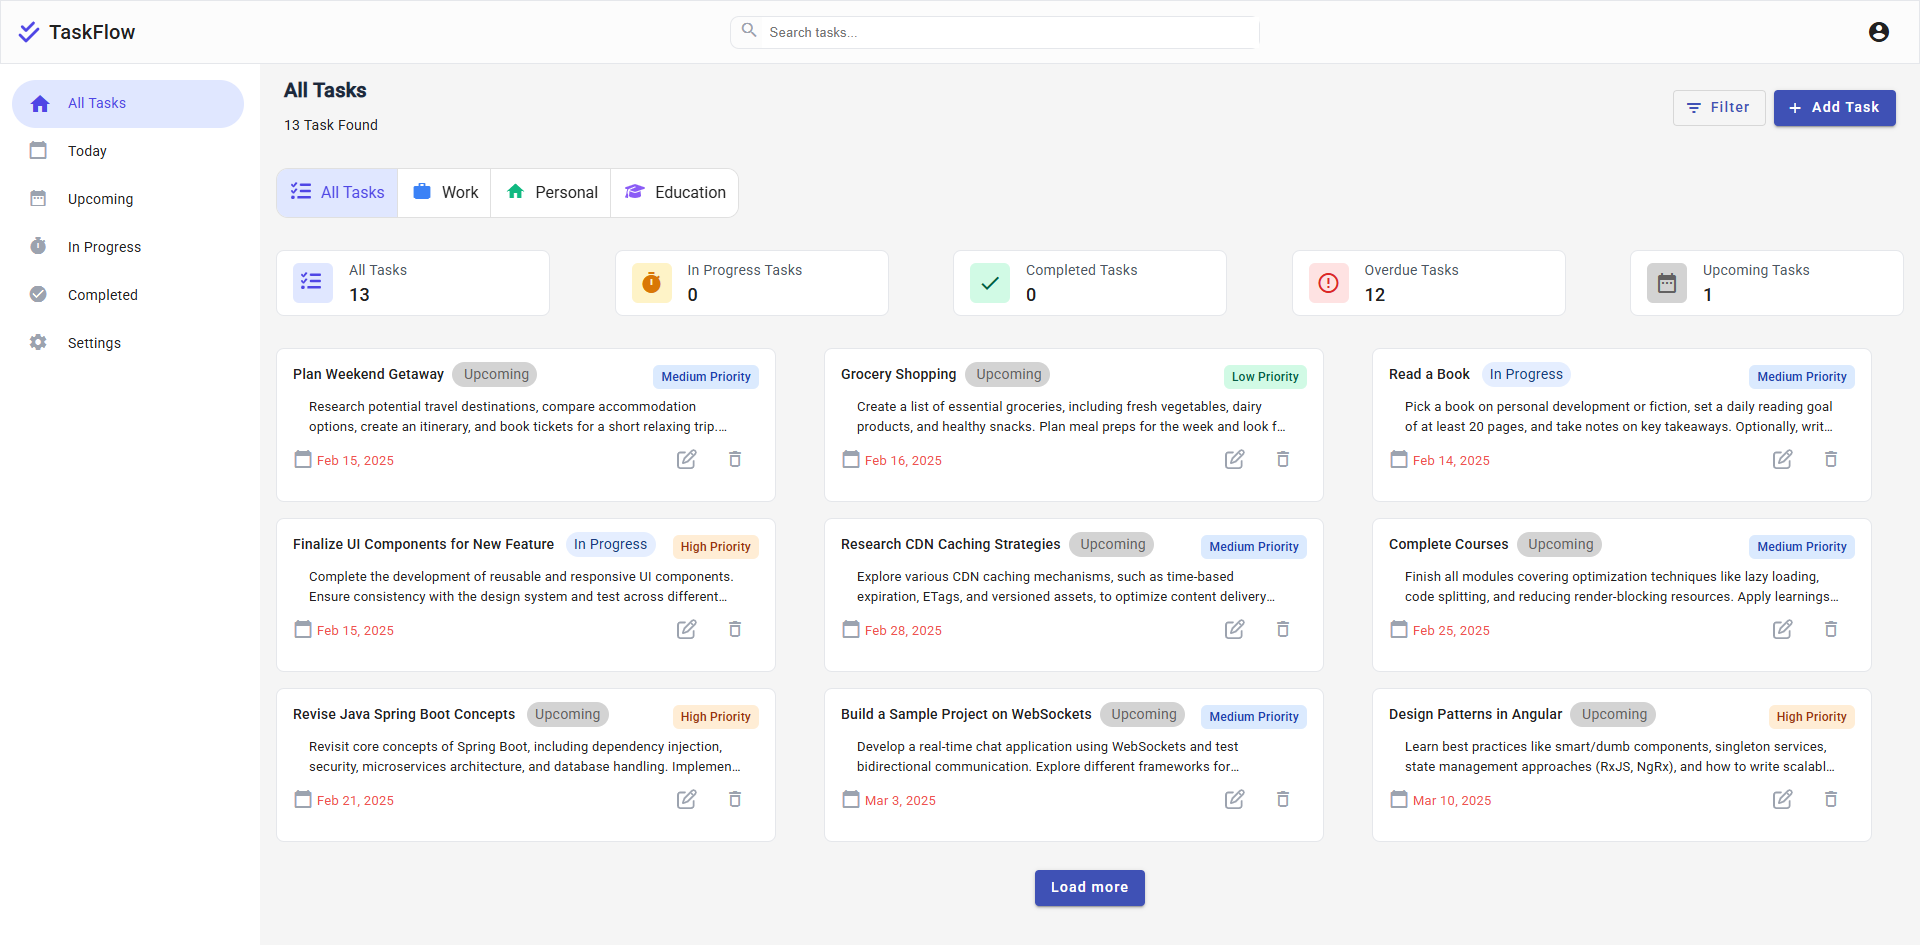 TaskFlow
Search tasks...
All Tasks
Today
Upcoming
In Progress
Completed
Settings
All Tasks
13 Task Found
Filter
Add Task
All Tasks
Work
Personal
Education
All Tasks
13
In Progress Tasks
0
Completed Tasks
0
Overdue Tasks
12
Upcoming Tasks
1
Plan Weekend Getaway
Upcoming
Medium Priority
Research potential travel destinations, compare accommodation
options, create an itinerary, and book tickets for a short relaxing trip....
Feb 15, 2025
Grocery Shopping
Upcoming
Low Priority
Create a list of essential groceries, including fresh vegetables, dairy
products, and healthy snacks. Plan meal preps for the week and look f...
Feb 16, 2025
Read a Book
In Progress
Medium Priority
Pick a book on personal development or fiction, set a daily reading goal
of at least 20 pages, and take notes on key takeaways. Optionally, writ...
Feb 14, 2025
Finalize UI Components for New Feature
In Progress
High Priority
Complete the development of reusable and responsive UI components.
Ensure consistency with the design system and test across different...
Feb 15, 2025
Research CDN Caching Strategies
Upcoming
Medium Priority
Explore various CDN caching mechanisms, such as time-based
expiration, ETags, and versioned assets, to optimize content delivery...
Feb 28, 2025
Complete Courses
Upcoming
Medium Priority
Finish all modules covering optimization techniques like lazy loading,
code splitting, and reducing render-blocking resources. Apply learnings...
Feb 25, 2025
Revise Java Spring Boot Concepts
Upcoming
High Priority
Revisit core concepts of Spring Boot, including dependency injection,
security, microservices architecture, and database handling. Implemen...
Feb 21, 2025
Build a Sample Project on WebSockets
Upcoming
Medium Priority
Develop a real-time chat application using WebSockets and test
bidirectional communication. Explore different frameworks for...
Mar 3, 2025
Design Patterns in Angular
Upcoming
High Priority
Learn best practices like smart/dumb components, singleton services,
state management approaches (RxJS, NgRx), and how to write scalabl...
Mar 10, 2025
Load more